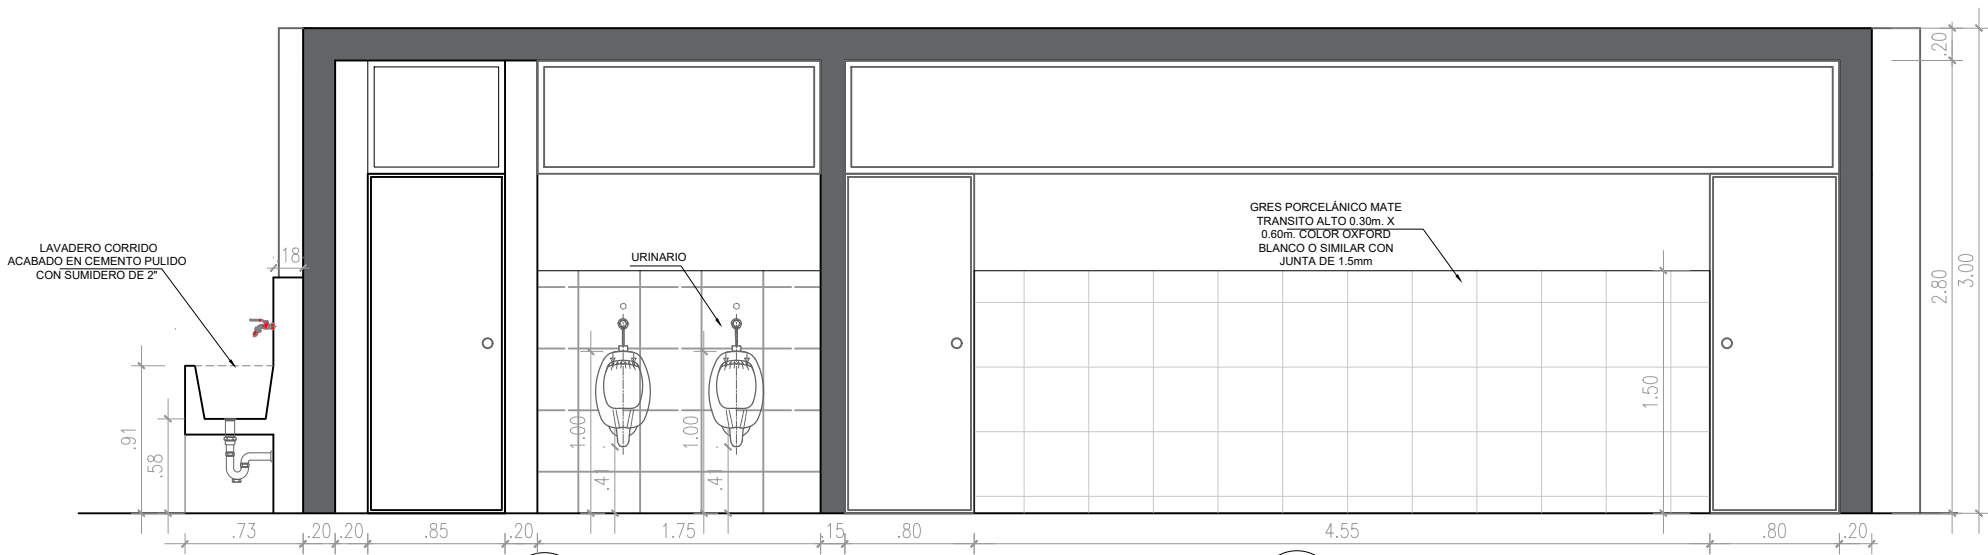 .20
LAVADERO CORRIDO
ACABADO EN CEMENTO PULIDO
CON SUMIDERO DE 2"
.18
URINARIO
GRES PORCELÁNICO MATE
TRANSITO ALTO 0.30m. X
0.60m. COLOR OXFORD
BLANCO O SIMILAR CON
JUNTA DE 1.5mm
2.80
3.00
1.50
.91
.58
1.00
.41
1.00
.41
.73
.20
.20
.85
.20
1.75
.15
.80
4.55
.80
.20